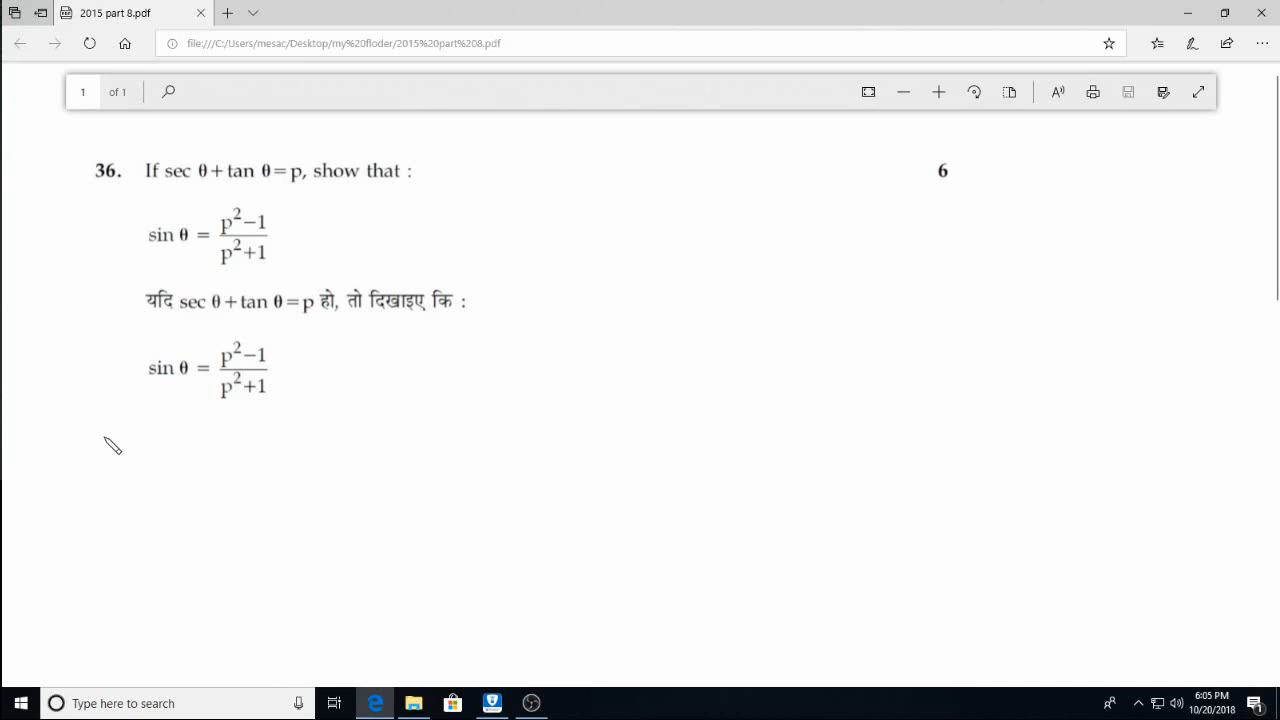 2015 part 8.pdf
file:///C:/Users/mesac/Desktop/my%20floder/2015%20part%208.pdf
1 of 1
36. If sec θ + tan θ = p, show that : 6
sin θ = (p² − 1)/(p² + 1)
यदि sec θ + tan θ = p हो, तो दिखाइए कि :
sin θ = (p² − 1)/(p² + 1)
Type here to search
6:05 PM
10/20/2018